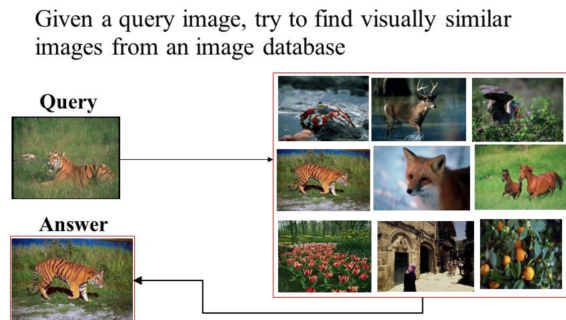 Given a query image, try to find visually similar
images from an image database
Query
Answer